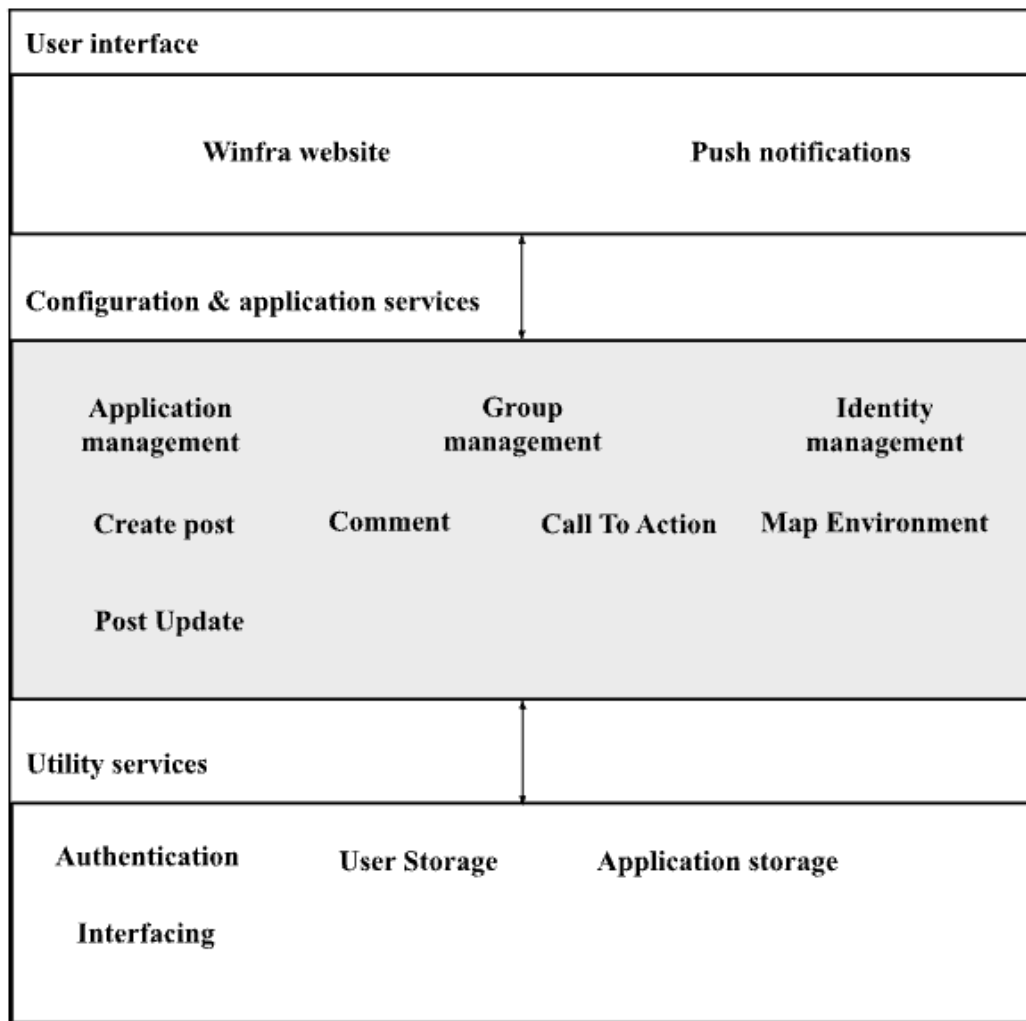 User interface
Winfra website
Push notifications
Configuration & application services
Application
management
Group
management
Identity
management
Create post
Comment
Call To Action
Map Environment
Post Update
Utility services
Authentication
User Storage
Application storage
Interfacing